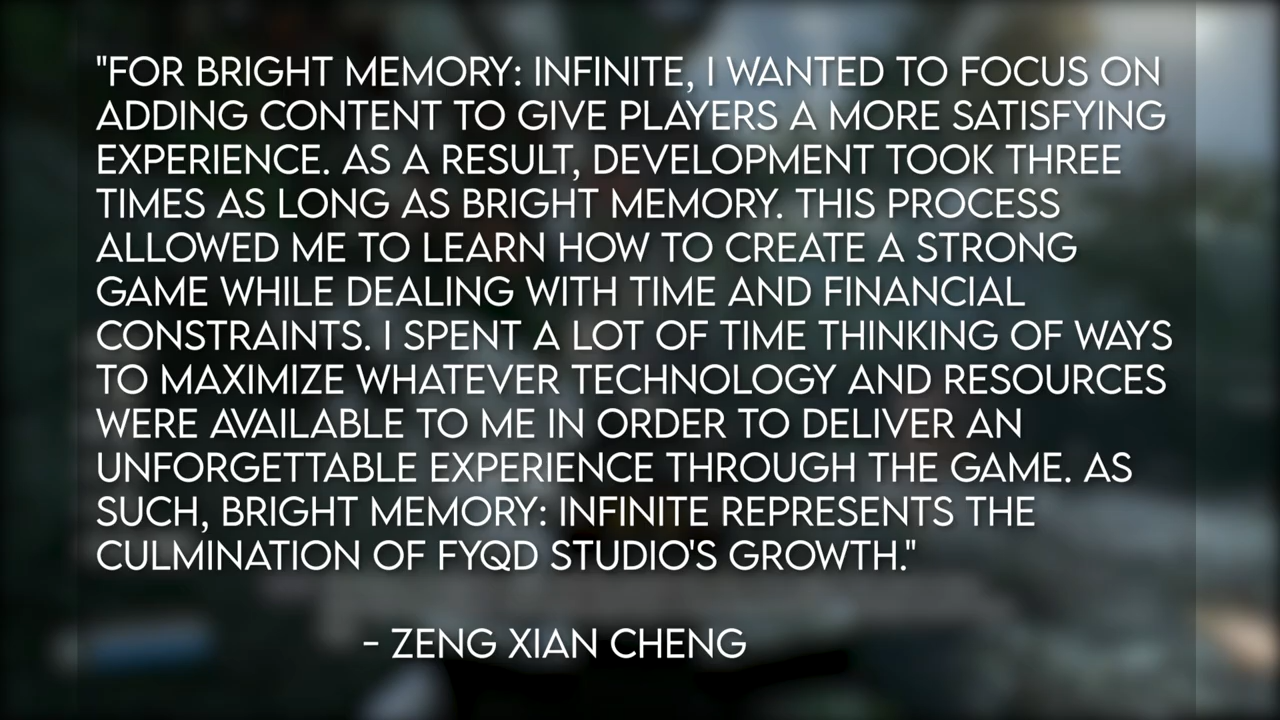 "FOR BRIGHT MEMORY: INFINITE, I WANTED TO FOCUS ON
ADDING CONTENT TO GIVE PLAYERS A MORE SATISFYING
EXPERIENCE. AS A RESULT, DEVELOPMENT TOOK THREE
TIMES AS LONG AS BRIGHT MEMORY. THIS PROCESS
ALLOWED ME TO LEARN HOW TO CREATE A STRONG
GAME WHILE DEALING WITH TIME AND FINANCIAL
CONSTRAINTS. I SPENT A LOT OF TIME THINKING OF WAYS
TO MAXIMIZE WHATEVER TECHNOLOGY AND RESOURCES
WERE AVAILABLE TO ME IN ORDER TO DELIVER AN
UNFORGETTABLE EXPERIENCE THROUGH THE GAME. AS
SUCH, BRIGHT MEMORY: INFINITE REPRESENTS THE
CULMINATION OF FYQD STUDIO'S GROWTH."
- ZENG XIAN CHENG